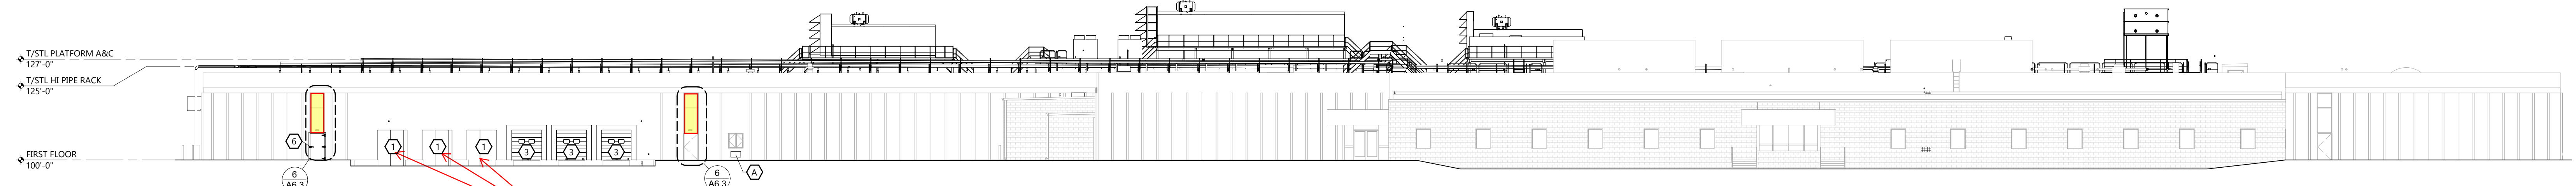 T/STL PLATFORM A&C
127'-0"
T/STL HI PIPE RACK
125'-0"
FIRST FLOOR
100'-0"
6
1
1
1
3
3
3
A
6
A6.3
6
A6.3